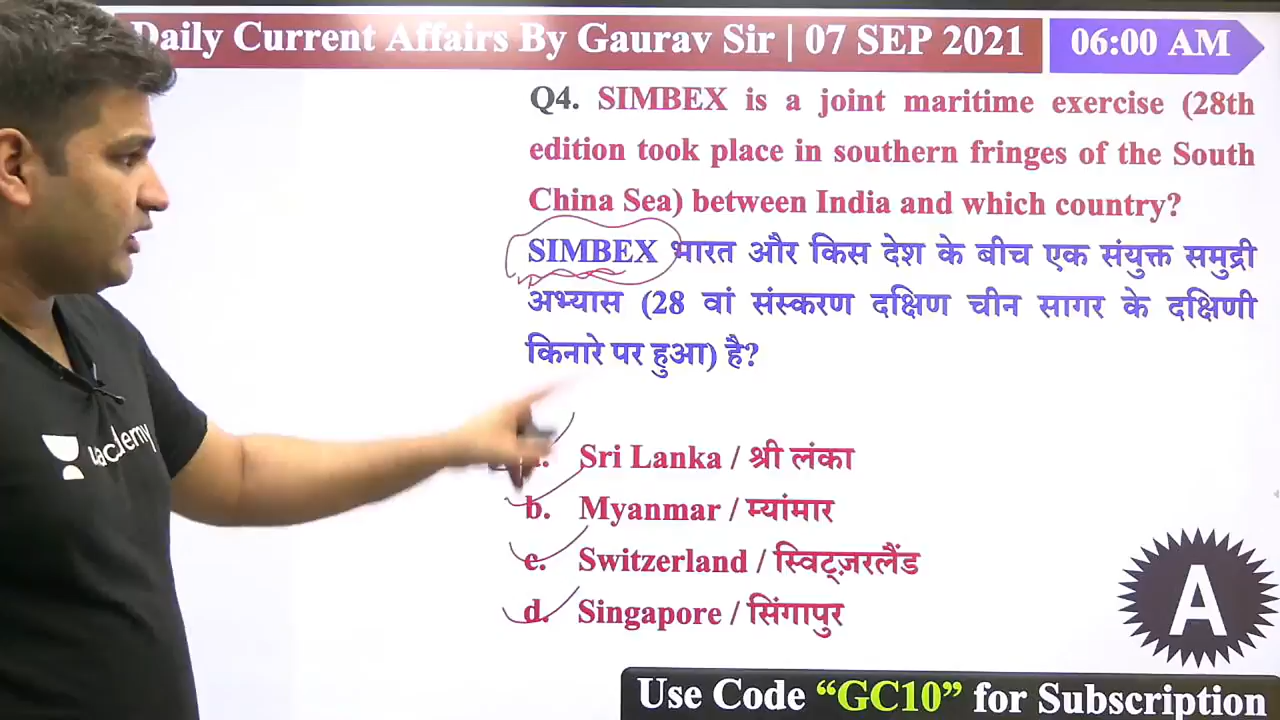 Daily Current Affairs By Gaurav Sir | 07 SEP 2021
06:00 AM
Q4. SIMBEX is a joint maritime exercise (28th
edition took place in southern fringes of the South
China Sea) between India and which country?
SIMBEX भारत और किस देश के बीच एक संयुक्त समुद्री
अभ्यास (28 वां संस्करण दक्षिण चीन सागर के दक्षिणी
किनारे पर हुआ) है?
Sri Lanka / श्री लंका
b. Myanmar / म्यांमार
c. Switzerland / स्विट्ज़रलैंड
d. Singapore / सिंगापुर
unacademy
A
Use Code “GC10” for Subscription